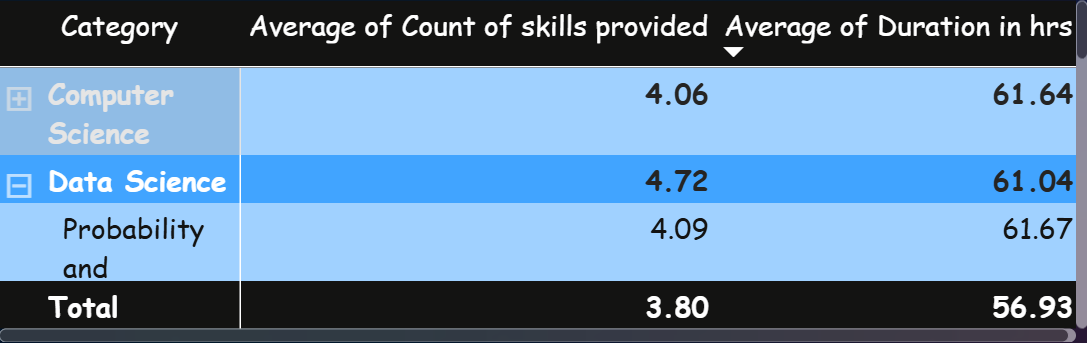 Category Average of Count of skills provided Average of Duration in hrs
Computer 4.06 61.64
Science
Data Science 4.72 61.04
Probability 4.09 61.67
and
Total 3.80 56.93